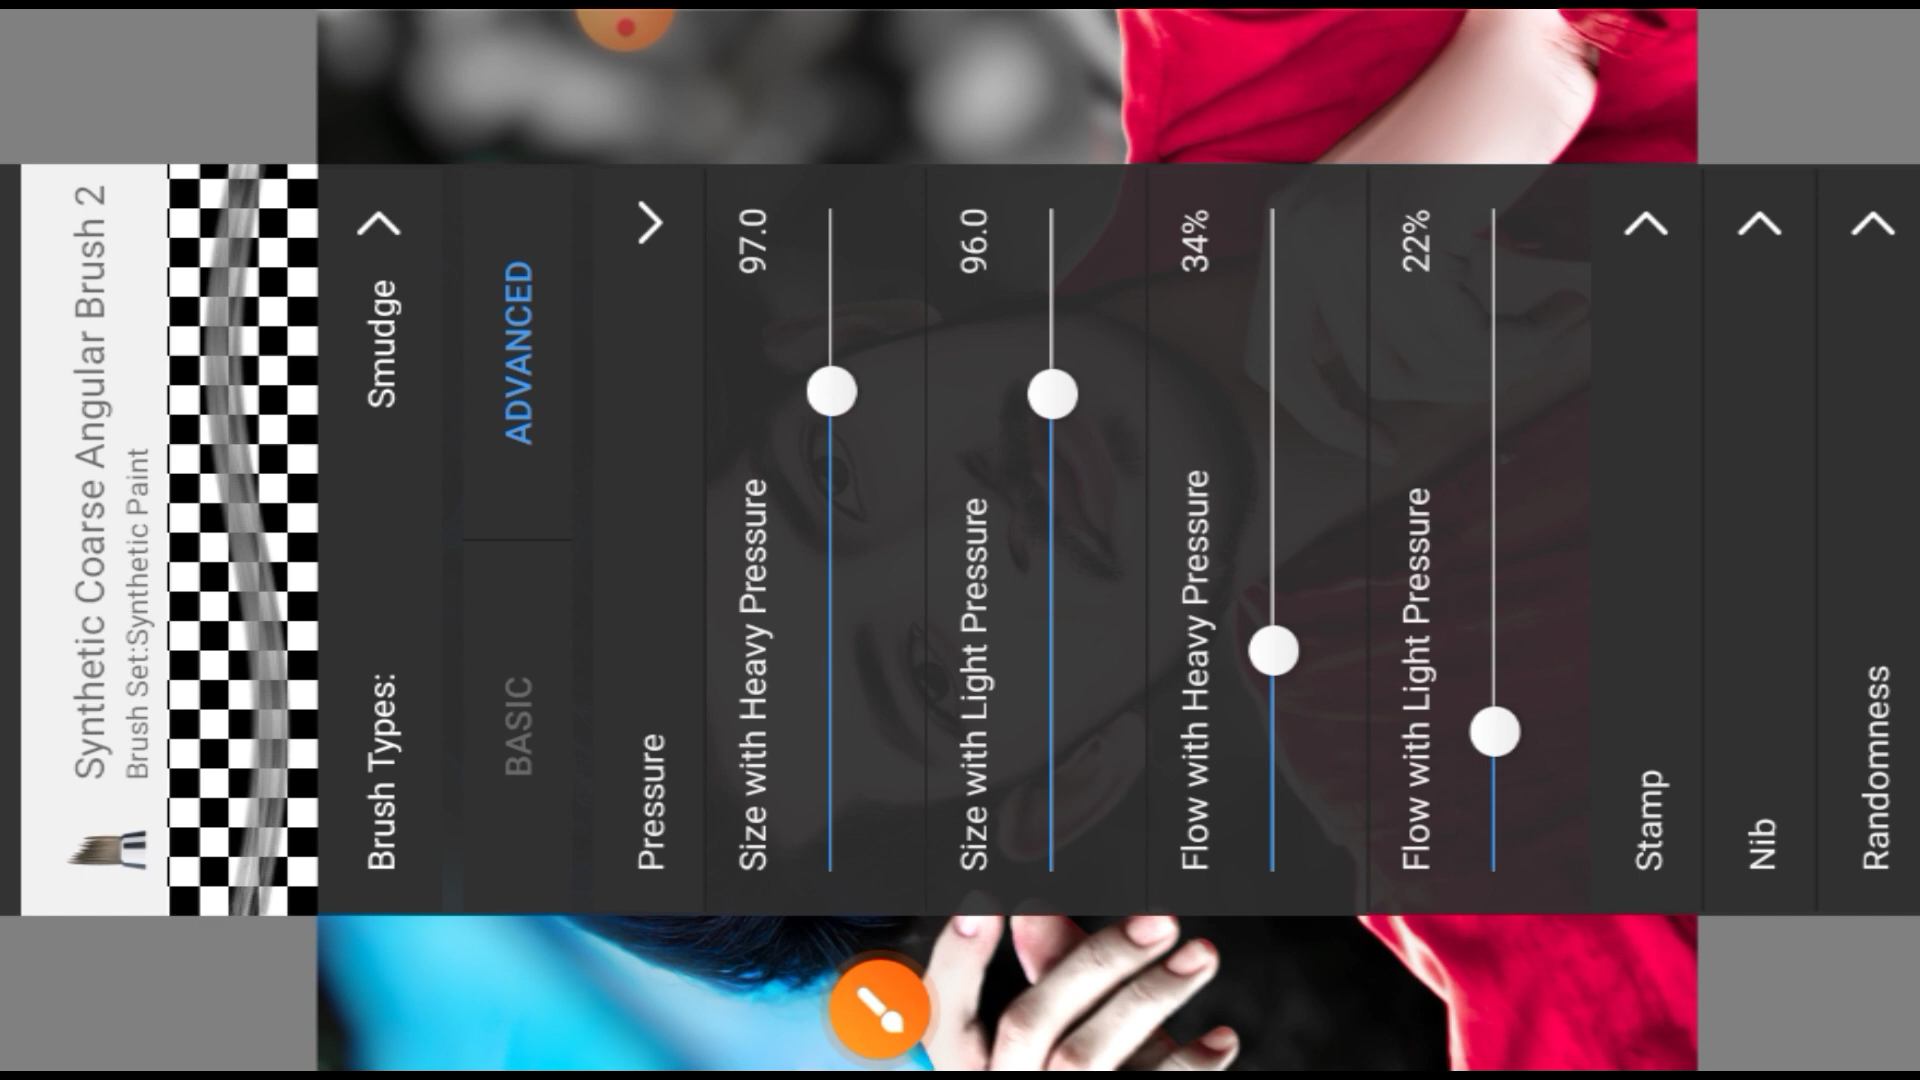 Synthetic Coarse Angular Brush 2
Brush Set:Synthetic Paint
Brush Types: Smudge
BASIC ADVANCED
Pressure
Size with Heavy Pressure 97.0
Size with Light Pressure 96.0
Flow with Heavy Pressure 34%
Flow with Light Pressure 22%
Stamp
Nib
Randomness